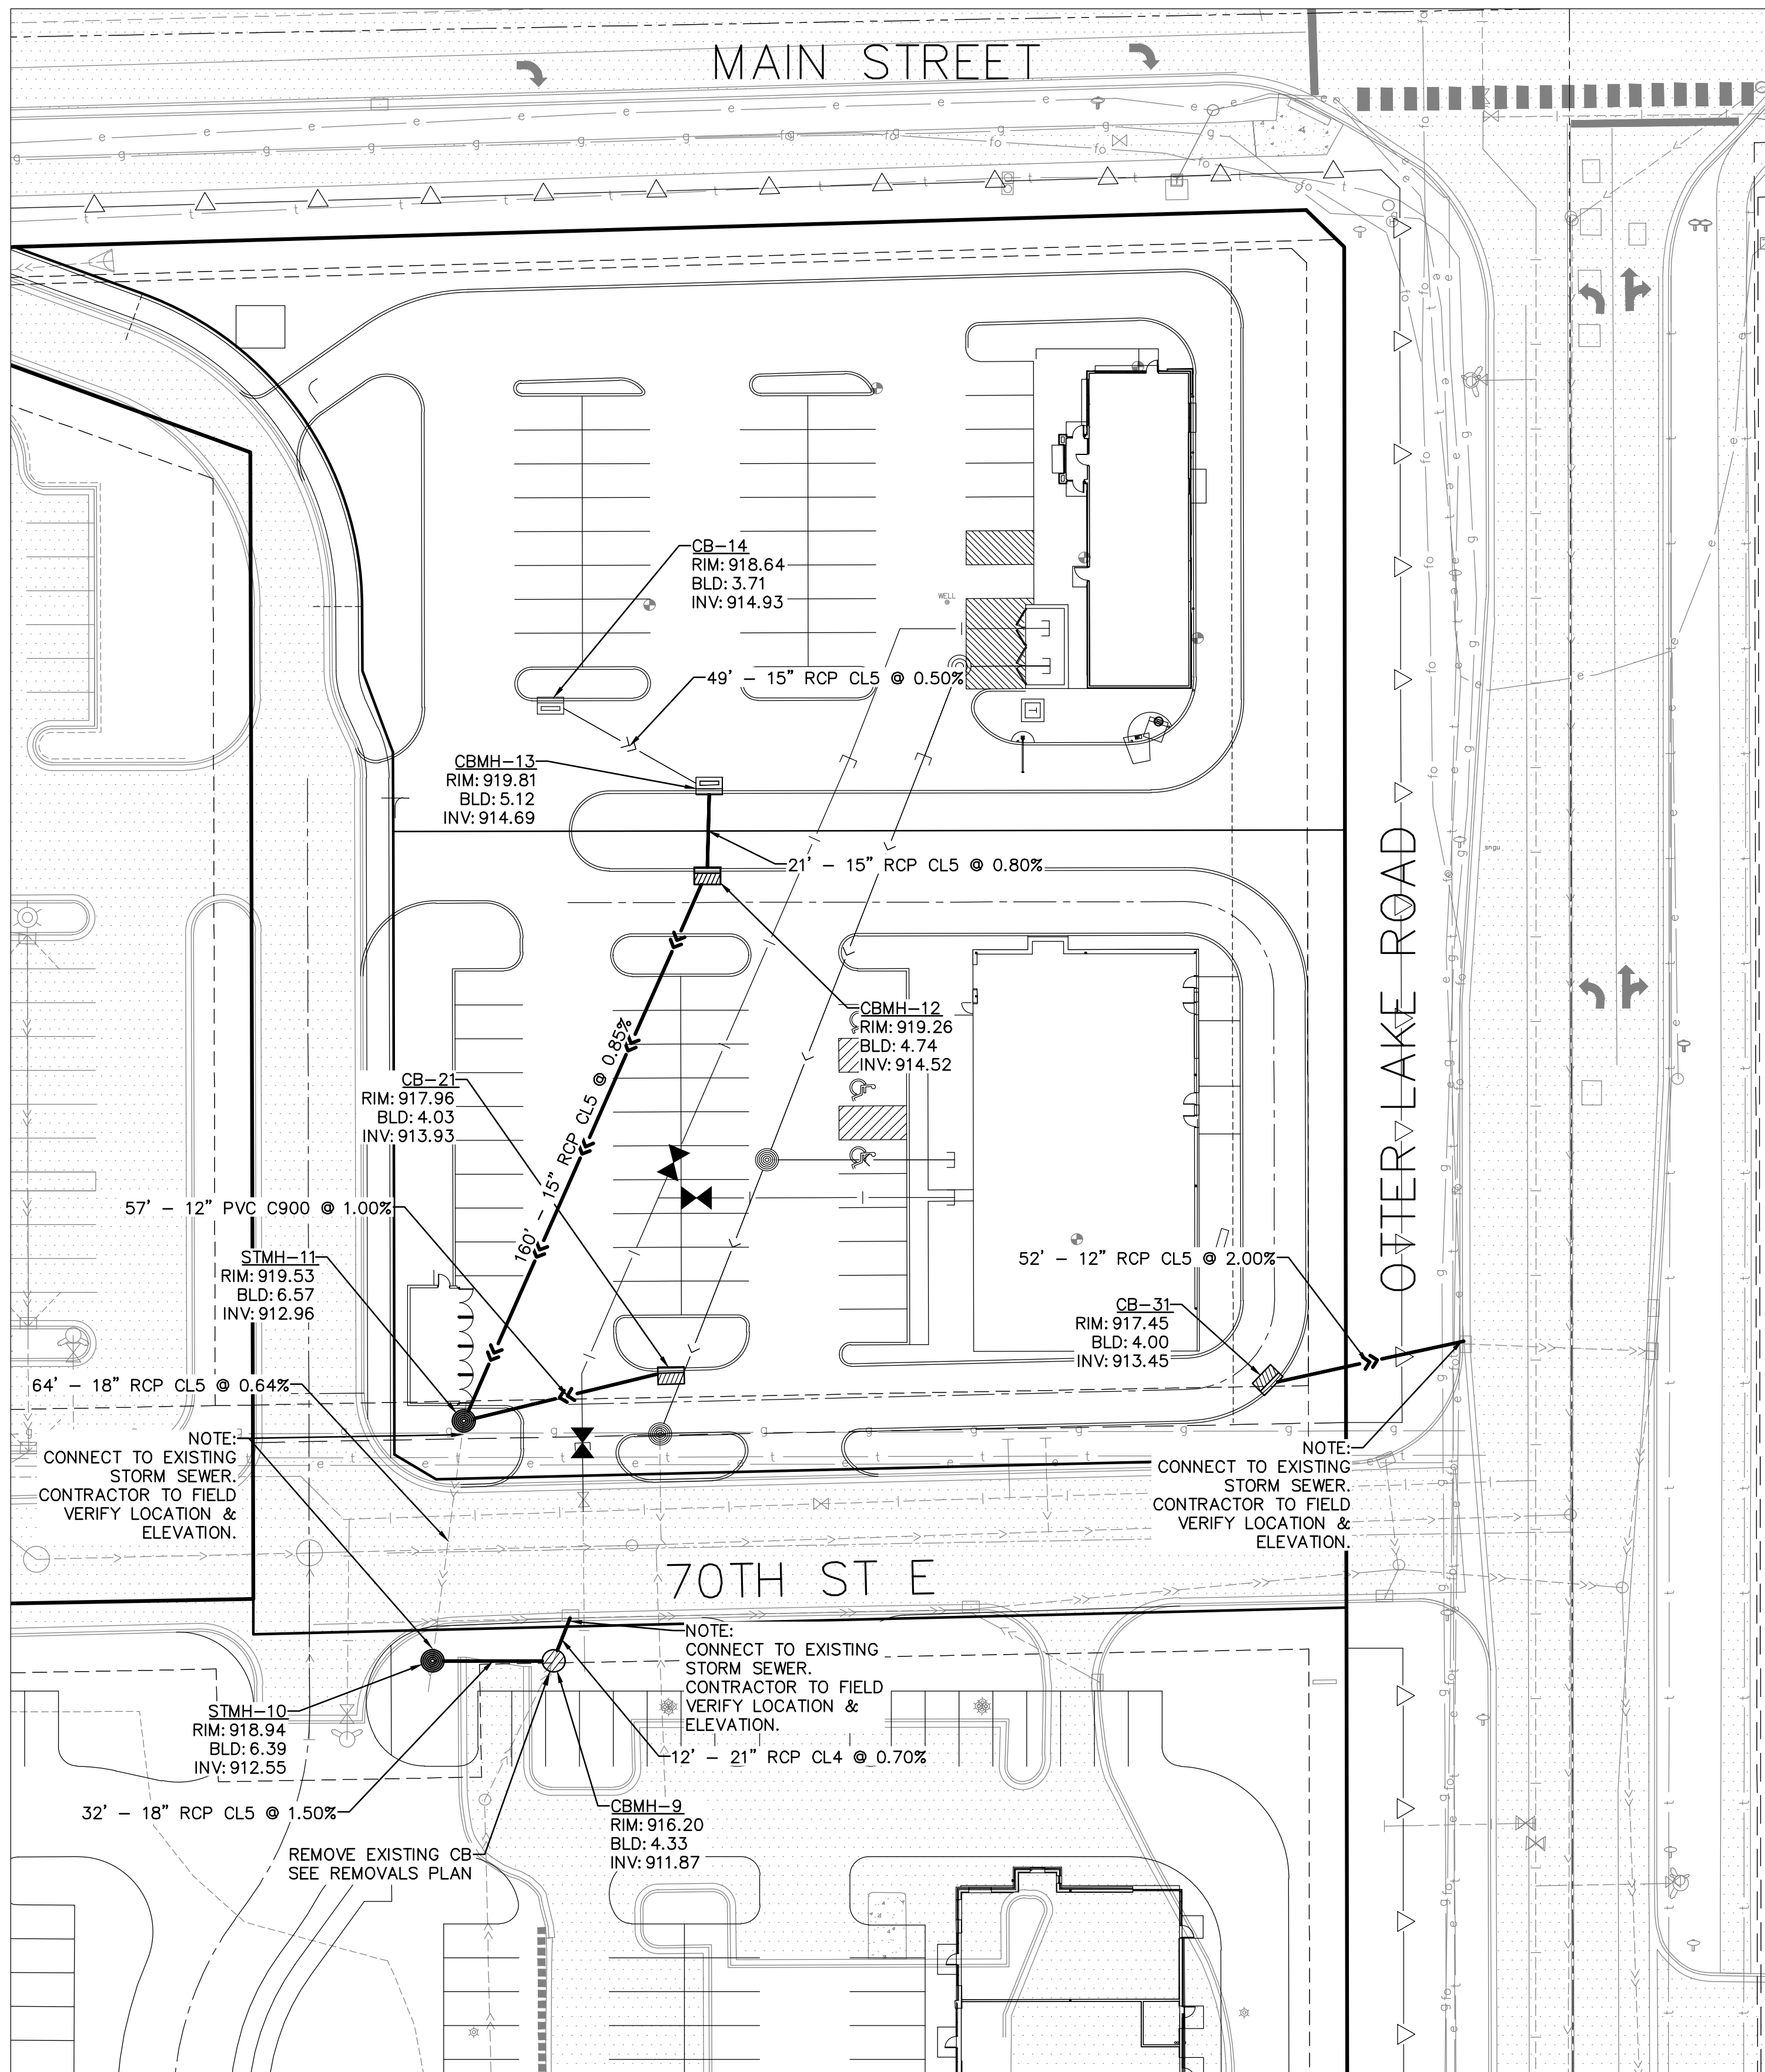 MAIN STREET
CB-14
RIM: 918.64
BLD: 3.71
INV: 914.93
WELL
49' - 15" RCP CL5 @ 0.50%
CBMH-13
RIM: 919.81
BLD: 5.12
INV: 914.69
21' - 15" RCP CL5 @ 0.80%
OTTER LAKE ROAD
CBMH-12
RIM: 919.26
BLD: 4.74
INV: 914.52
160' - 15" RCP CL5 @ 0.85%
CB-21
RIM: 917.96
BLD: 4.03
INV: 913.93
57' - 12" PVC C900 @ 1.00%
STMH-11
RIM: 919.53
BLD: 6.57
INV: 912.96
52' - 12" RCP CL5 @ 2.00%
CB-31
RIM: 917.45
BLD: 4.00
INV: 913.45
64' - 18" RCP CL5 @ 0.64%
NOTE:
CONNECT TO EXISTING
STORM SEWER.
CONTRACTOR TO FIELD
VERIFY LOCATION &
ELEVATION.
NOTE:
CONNECT TO EXISTING
STORM SEWER.
CONTRACTOR TO FIELD
VERIFY LOCATION &
ELEVATION.
70TH ST E
NOTE:
CONNECT TO EXISTING
STORM SEWER.
CONTRACTOR TO FIELD
VERIFY LOCATION &
ELEVATION.
STMH-10
RIM: 918.94
BLD: 6.39
INV: 912.55
12' - 21" RCP CL4 @ 0.70%
32' - 18" RCP CL5 @ 1.50%
CBMH-9
RIM: 916.20
BLD: 4.33
INV: 911.87
REMOVE EXISTING CB
SEE REMOVALS PLAN